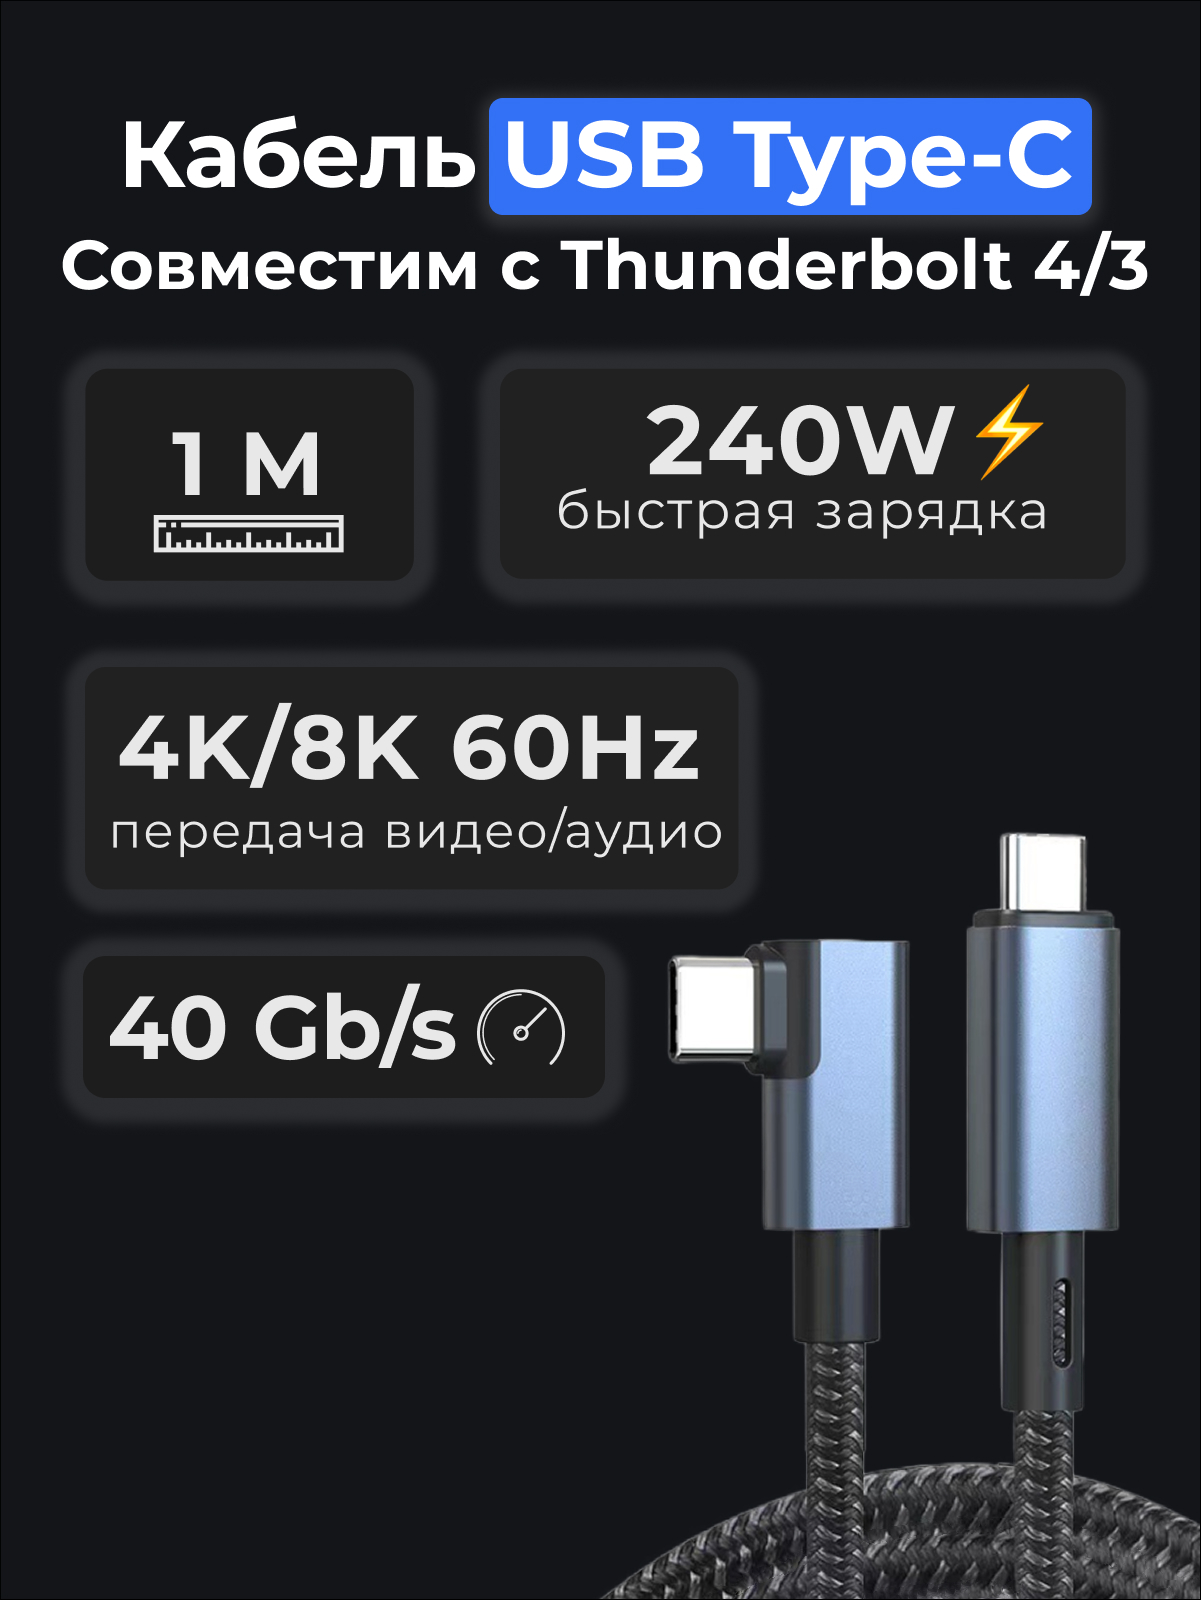 Кабель USB Type-C
Совместим с Thunderbolt 4/3
1 М
240W⚡
быстрая зарядка
4K/8K 60Hz
передача видео/аудио
40 Gb/s